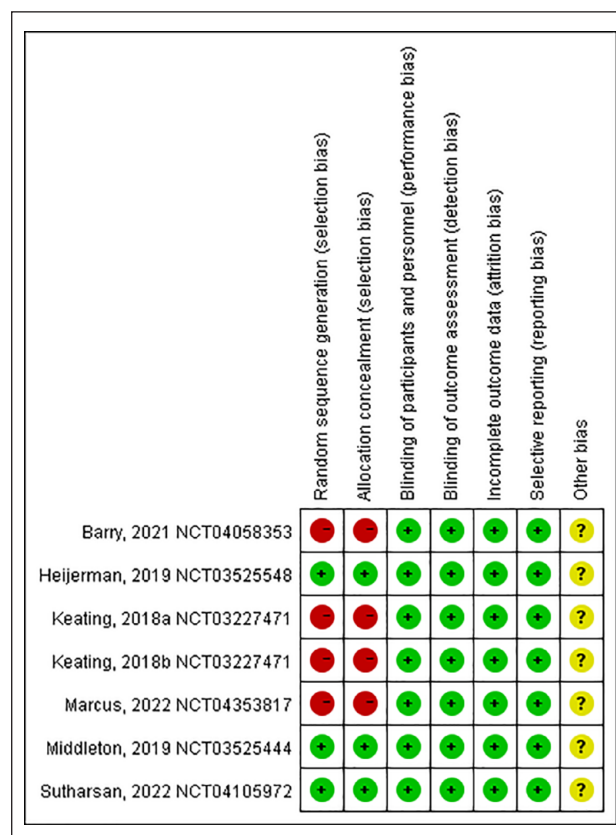 Random sequence generation (selection bias)
Allocation concealment (selection bias)
Blinding of participants and personnel (performance bias)
Blinding of outcome assessment (detection bias)
Incomplete outcome data (attrition bias)
Selective reporting (reporting bias)
Other bias
Barry, 2021 NCT04058353 - - + + + + ?
Heijerman, 2019 NCT03525548 + + + + + + ?
Keating, 2018a NCT03227471 - - + + + + ?
Keating, 2018b NCT03227471 - - + + + + ?
Marcus, 2022 NCT04353817 - - + + + + ?
Middleton, 2019 NCT03525444 + + + + + + ?
Sutharsan, 2022 NCT04105972 + + + + + + ?